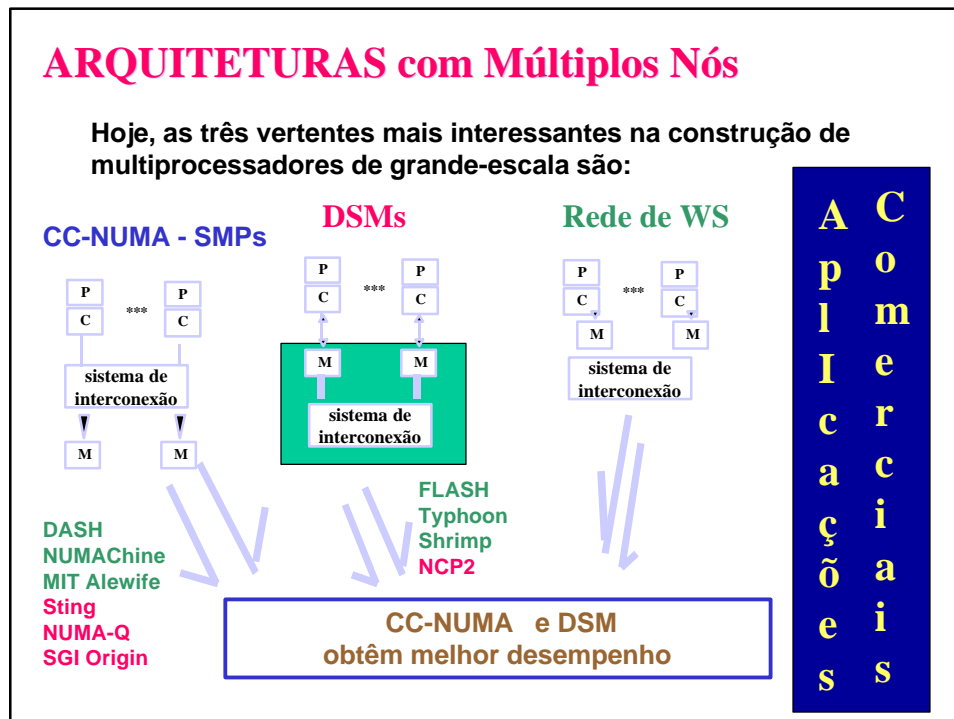 ARQUITETURAS com Múltiplos Nós
Hoje, as três vertentes mais interessantes na construção de
multiprocessadores de grande-escala são:
CC-NUMA - SMPs
P
***
P
C
C
sistema de
interconexão
M
M
DASH
NUMAChine
MIT Alewife
Sting
NUMA-Q
SGI Origin
DSMs
P
***
P
C
C
M
M
sistema de
interconexão
FLASH
Typhoon
Shrimp
NCP2
Rede de WS
P
***
P
C
C
M
M
sistema de
interconexão
CC-NUMA e DSM
obtêm melhor desempenho
AplIcações
Comerciais